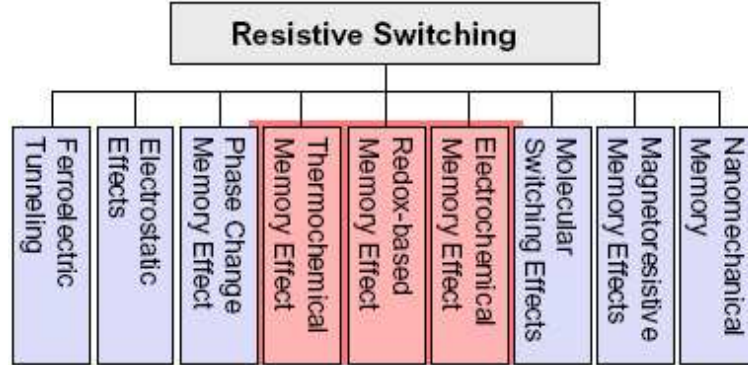 Resistive Switching
Ferroelectric
Tunneling
Electrostatic
Effects
Phase Change
Memory Effect
Thermochemical
Memory Effect
Redox-based
Memory Effect
Electrochemical
Memory Effect
Molecular
Switching Effects
Magnetoresistive
Memory Effects
Nanomechanical
Memory